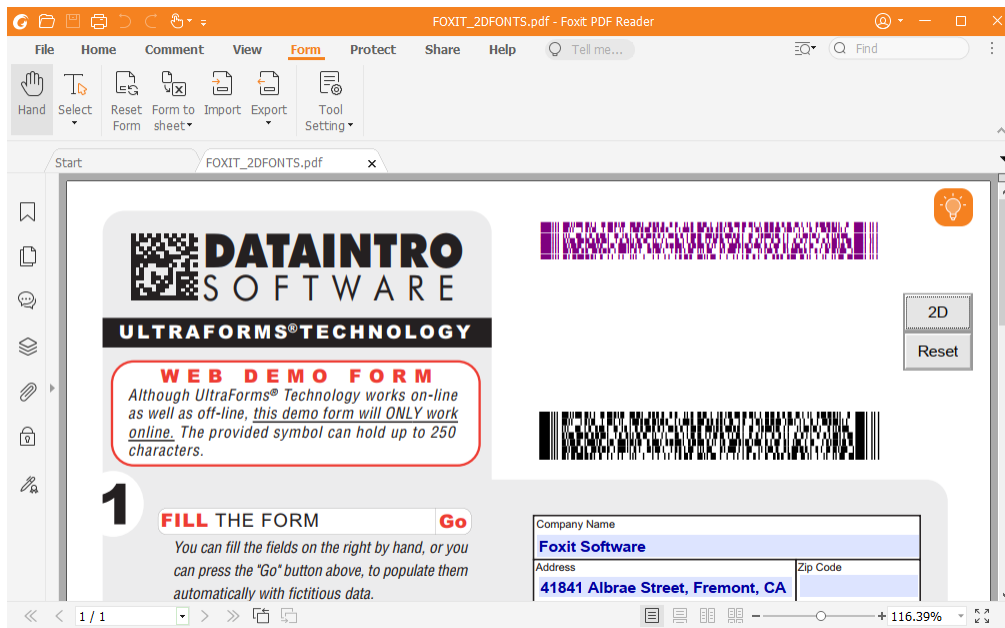 FOXIT_2DFONTS.pdf - Foxit PDF Reader
File Home Comment View Form Protect Share Help Tell me... Find
Hand Select Reset Form Form to sheet Import Export Tool Setting
Start FOXIT_2DFONTS.pdf
DATAINTRO
SOFTWARE
ULTRAFORMS®TECHNOLOGY
WEB DEMO FORM
Although UltraForms® Technology works on-line
as well as off-line, this demo form will ONLY work
online. The provided symbol can hold up to 250
characters.
2D
Reset
1
FILL THE FORM Go
You can fill the fields on the right by hand, or you
can press the "Go" button above, to populate them
automatically with fictitious data.
Company Name
Foxit Software
Address Zip Code
41841 Albrae Street, Fremont, CA
1 / 1 116.39%